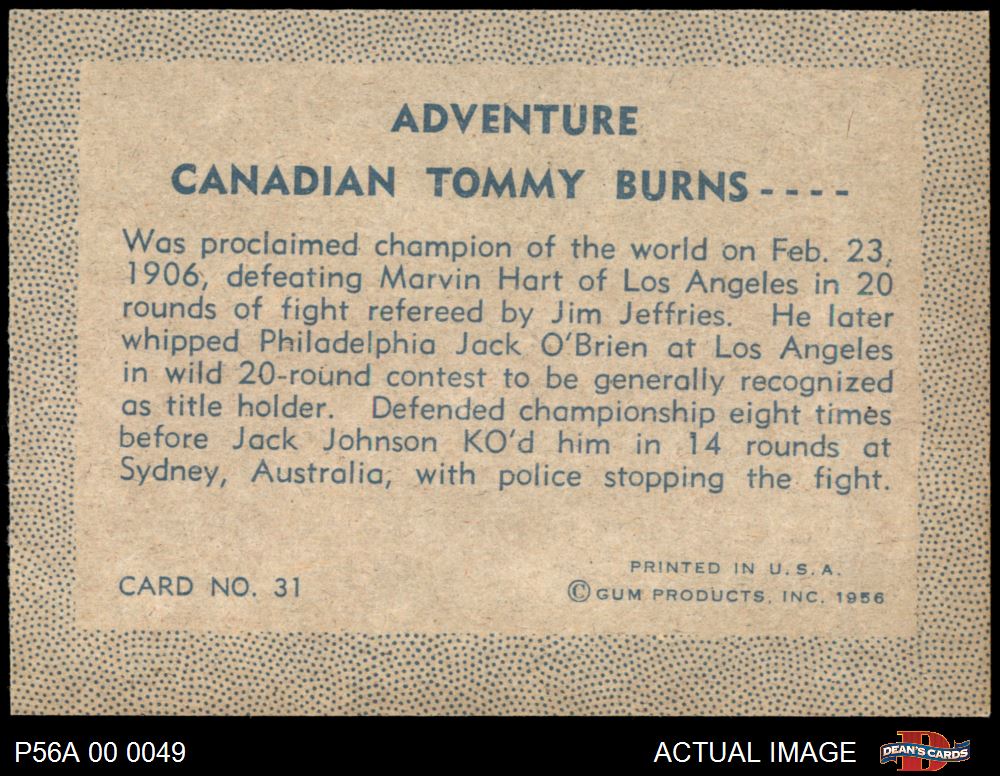 ADVENTURE
CANADIAN TOMMY BURNS----
Was proclaimed champion of the world on Feb. 23,
1906, defeating Marvin Hart of Los Angeles in 20
rounds of fight refereed by Jim Jeffries. He later
whipped Philadelphia Jack O'Brien at Los Angeles
in wild 20-round contest to be generally recognized
as title holder. Defended championship eight times
before Jack Johnson KO'd him in 14 rounds at
Sydney, Australia, with police stopping the fight.
CARD NO. 31
PRINTED IN U.S.A.
© GUM PRODUCTS, INC. 1956
P56A 00 0049
ACTUAL IMAGE
D
DEAN'S CARDS